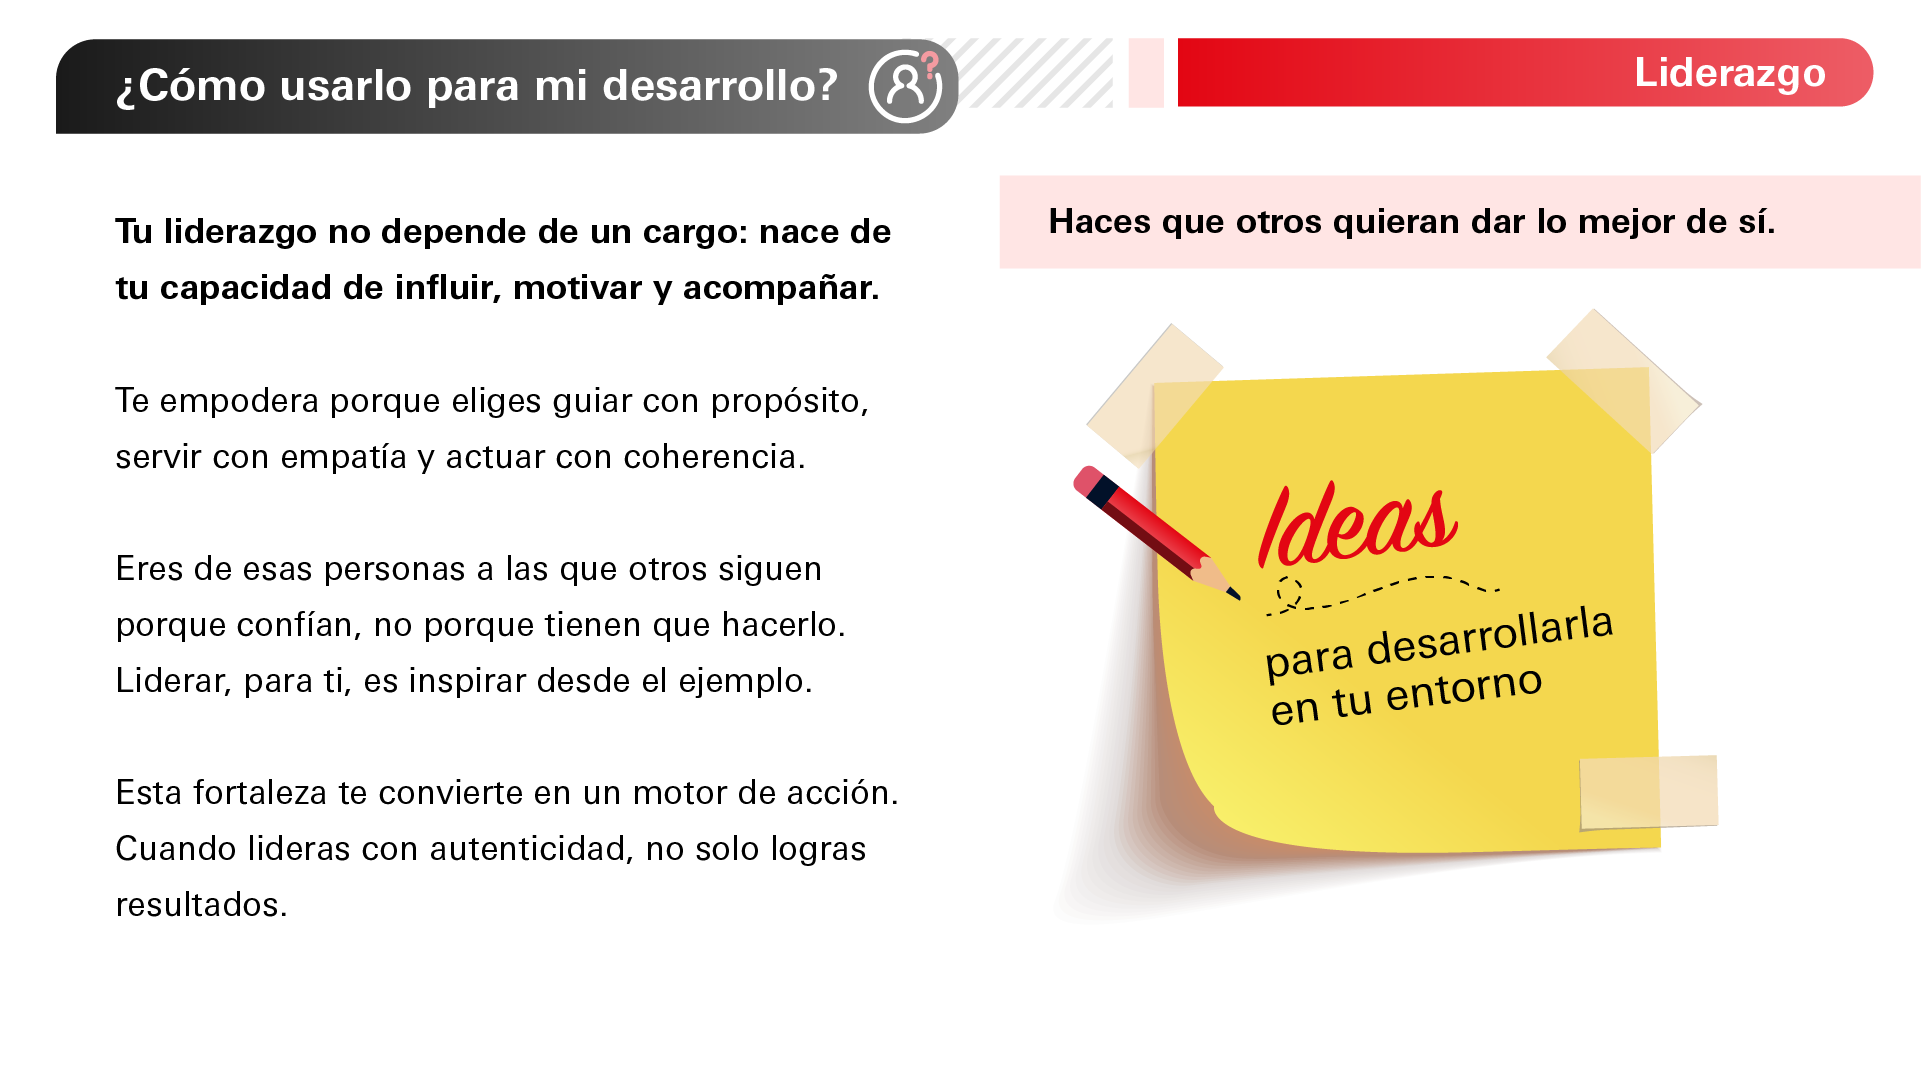 ¿Cómo usarlo para mi desarrollo?
Liderazgo
Tu liderazgo no depende de un cargo: nace de
tu capacidad de influir, motivar y acompañar.
Te empodera porque eliges guiar con propósito,
servir con empatía y actuar con coherencia.
Eres de esas personas a las que otros siguen
porque confían, no porque tienen que hacerlo.
Liderar, para ti, es inspirar desde el ejemplo.
Esta fortaleza te convierte en un motor de acción.
Cuando lideras con autenticidad, no solo logras
resultados.
Haces que otros quieran dar lo mejor de sí.
Ideas
para desarrollarla
en tu entorno